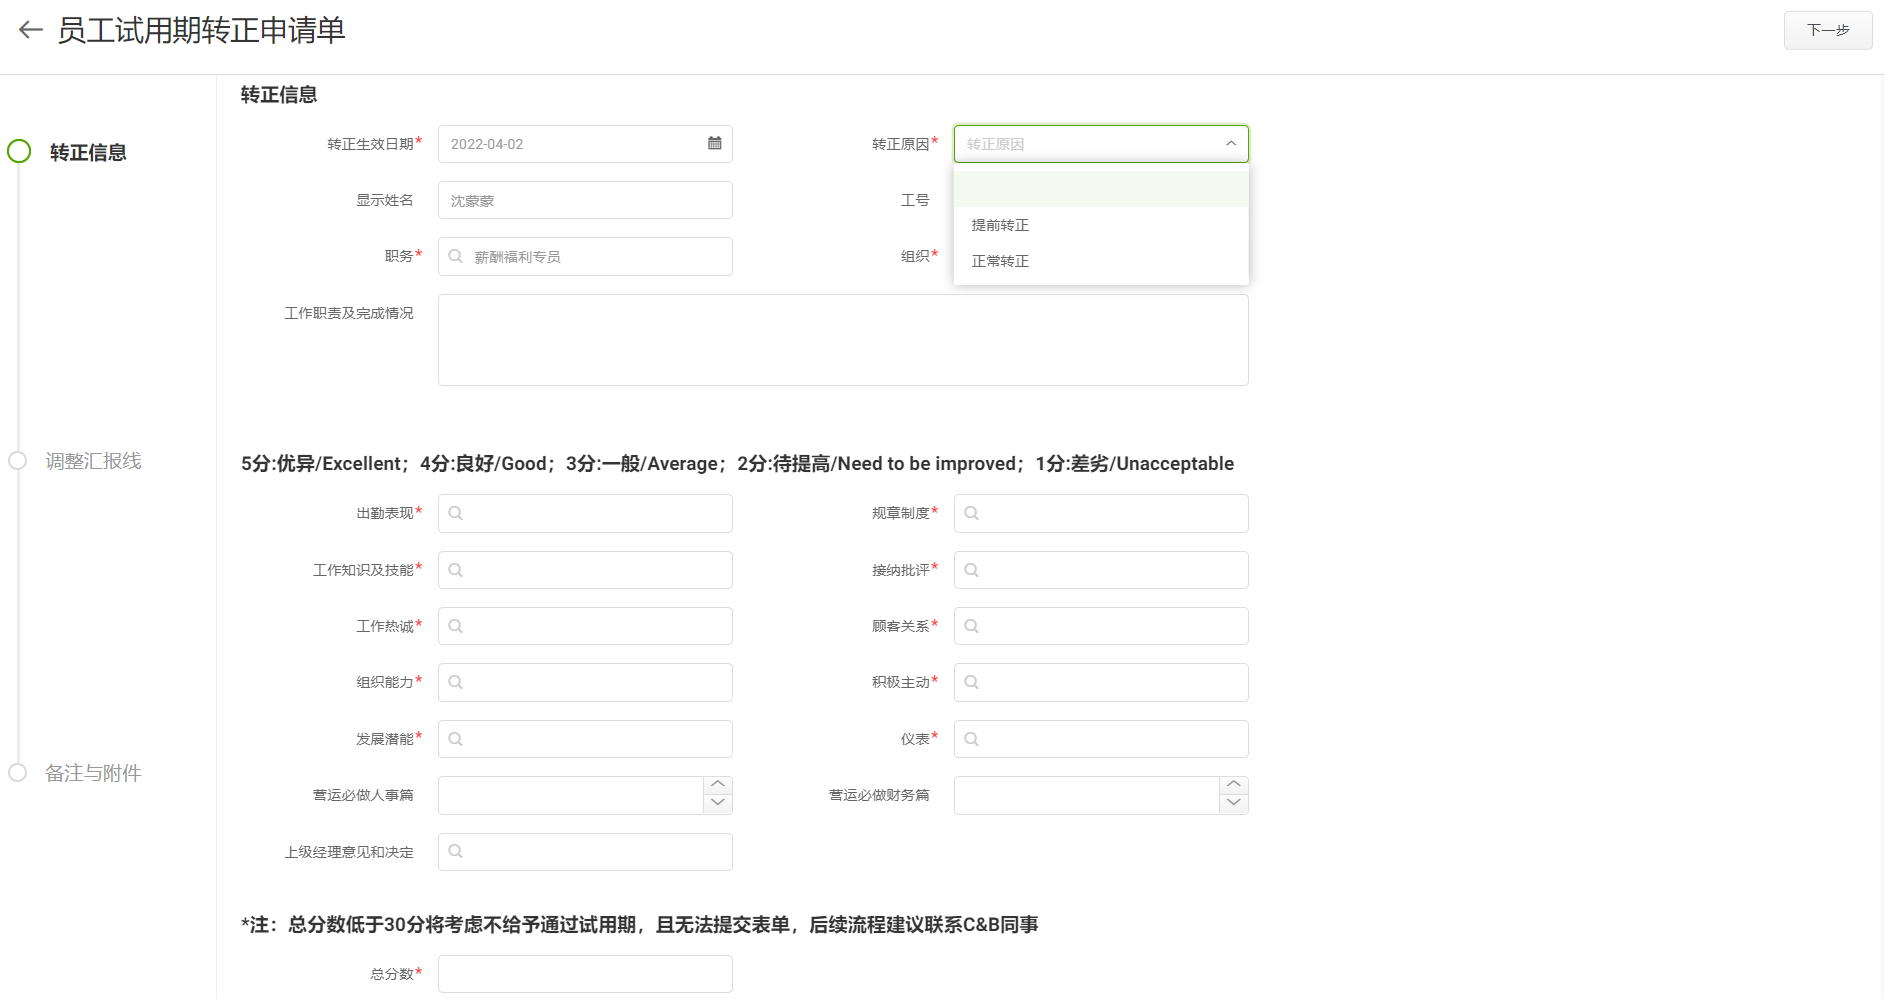 员工试用期转正申请单
下一步
转正信息
调整汇报线
备注与附件
转正信息
转正生效日期* 2022-04-02 转正原因* 转正原因
提前转正
正常转正
显示姓名 沈蒙蒙 工号
职务* 薪酬福利专员 组织*
工作职责及完成情况
5分:优异/Excellent；4分:良好/Good；3分:一般/Average；2分:待提高/Need to be improved；1分:差劣/Unacceptable
出勤表现* 规章制度*
工作知识及技能* 接纳批评*
工作热诚* 顾客关系*
组织能力* 积极主动*
发展潜能* 仪表*
营运必做人事篇 营运必做财务篇
上级经理意见和决定
*注：总分数低于30分将考虑不给予通过试用期，且无法提交表单，后续流程建议联系C&B同事
总分数*